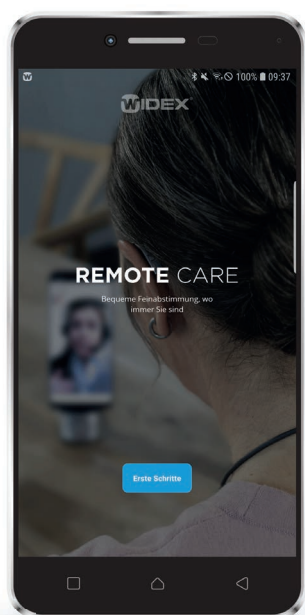 100% 09:37
WIDEX
REMOTE CARE
Bequeme Feinabstimmung, wo
immer Sie sind
Erste Schritte